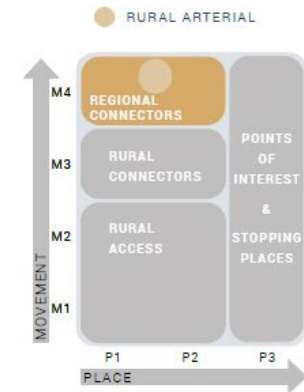 RURAL ARTERIAL
M4
REGIONAL
CONNECTORS
M3
RURAL
CONNECTORS
POINTS
OF
INTEREST
&
STOPPING
PLACES
M2
RURAL
ACCESS
M1
MOVEMENT
P1
P2
P3
PLACE